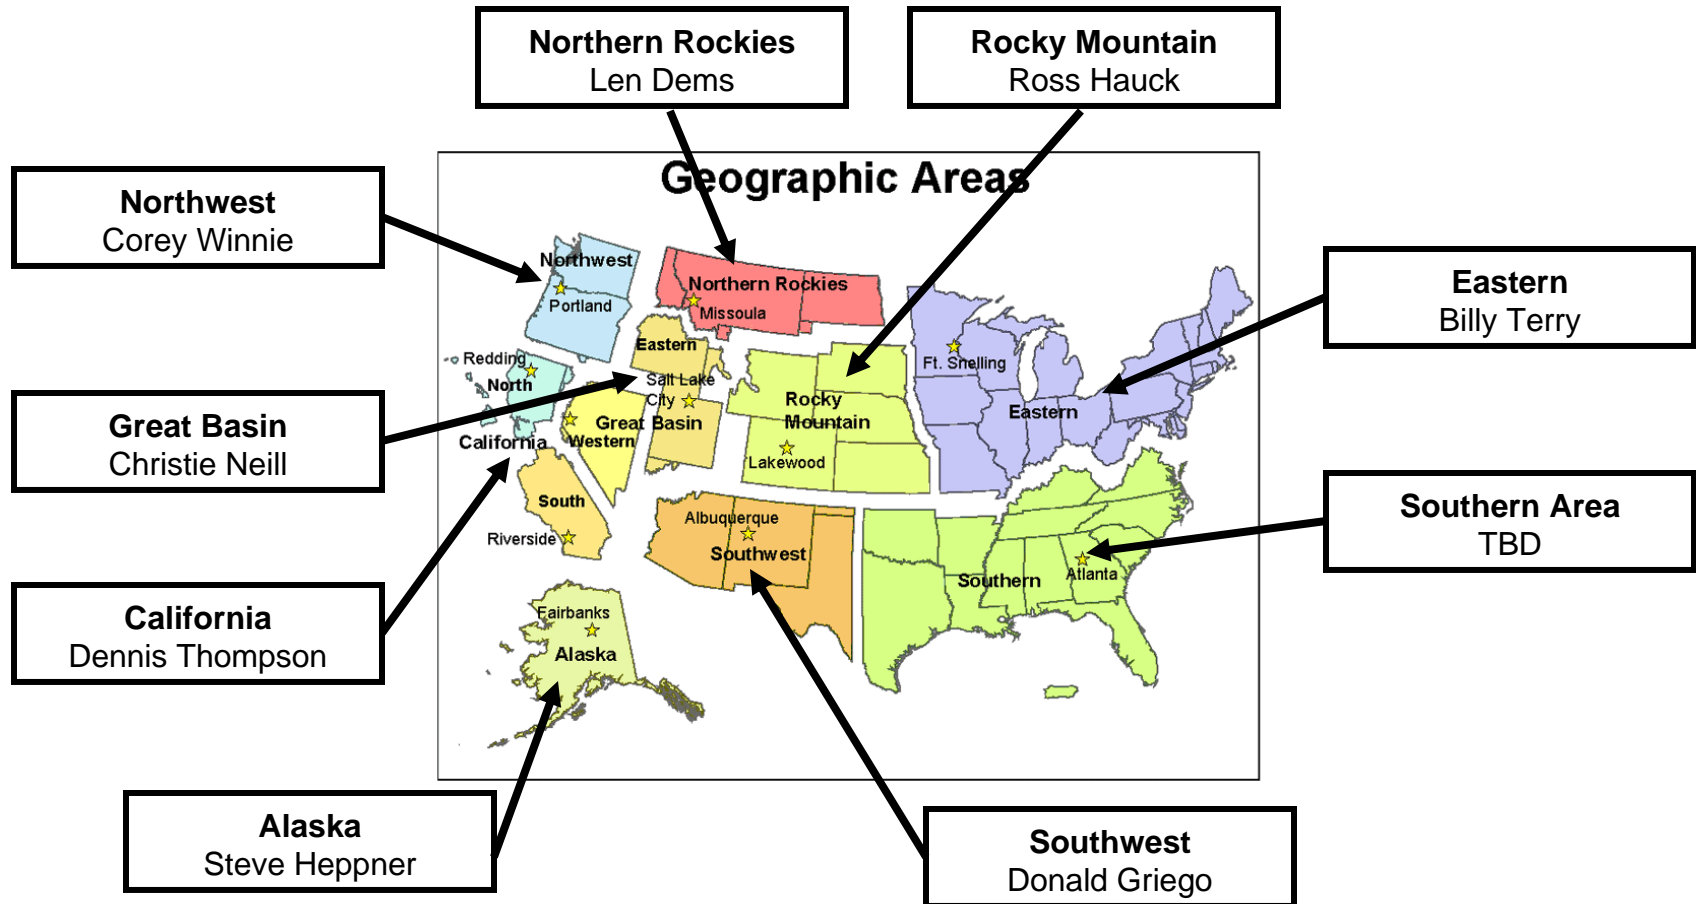 Northern Rockies
Len Dems
Rocky Mountain
Ross Hauck
Northwest
Corey Winnie
Great Basin
Christie Neill
California
Dennis Thompson
Geographic Areas
Northwest
Portland
Northern Rockies
Missoula
Redding
North
California
Eastern
Salt Lake
City
Great Basin
Western
South
Riverside
Rocky
Mountain
Lakewood
Ft. Snelling
Eastern
Albuquerque
Southwest
Southern
Atlanta
Fairbanks
Alaska
Eastern
Billy Terry
Southern Area
TBD
Alaska
Steve Heppner
Southwest
Donald Griego